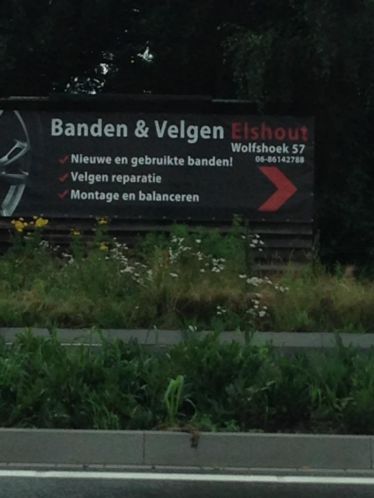 Banden & Velgen Elshout
Wolfshoek 57
06-86142788
Nieuwe en gebruikte banden!
Velgen reparatie
Montage en balanceren